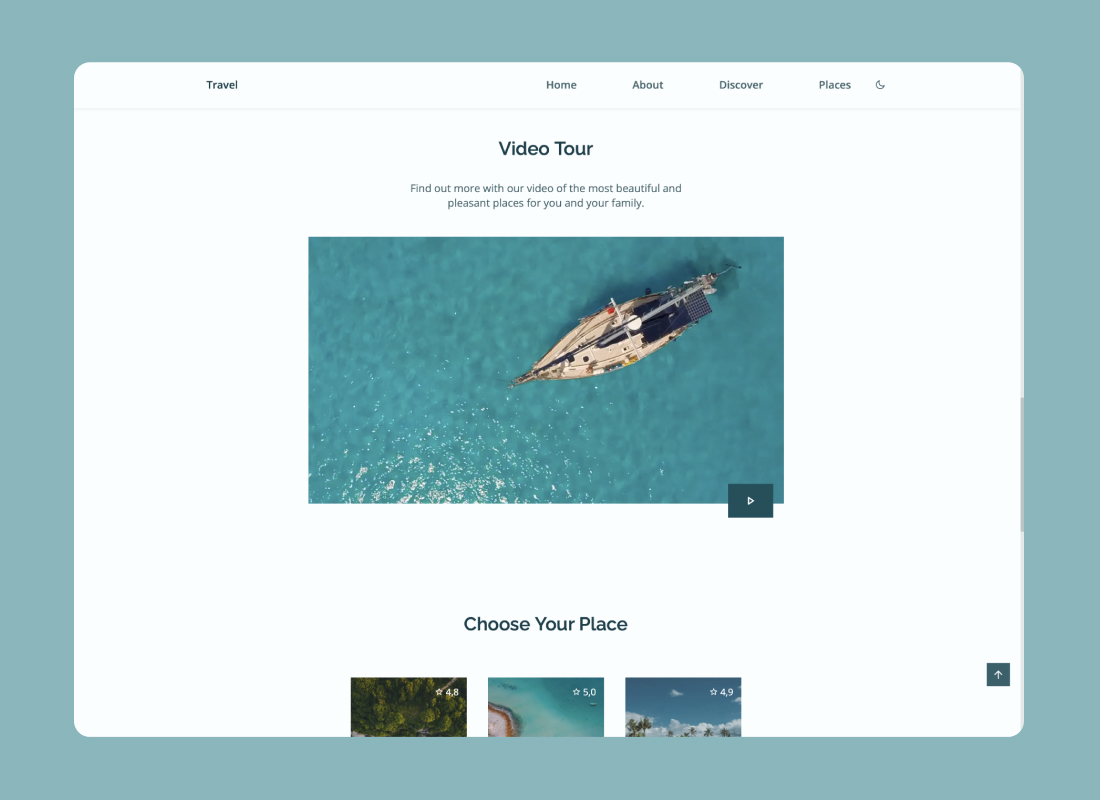 Travel
Home
About
Discover
Places
Video Tour
Find out more with our video of the most beautiful and
pleasant places for you and your family.
Choose Your Place
4,8
5,0
4,9